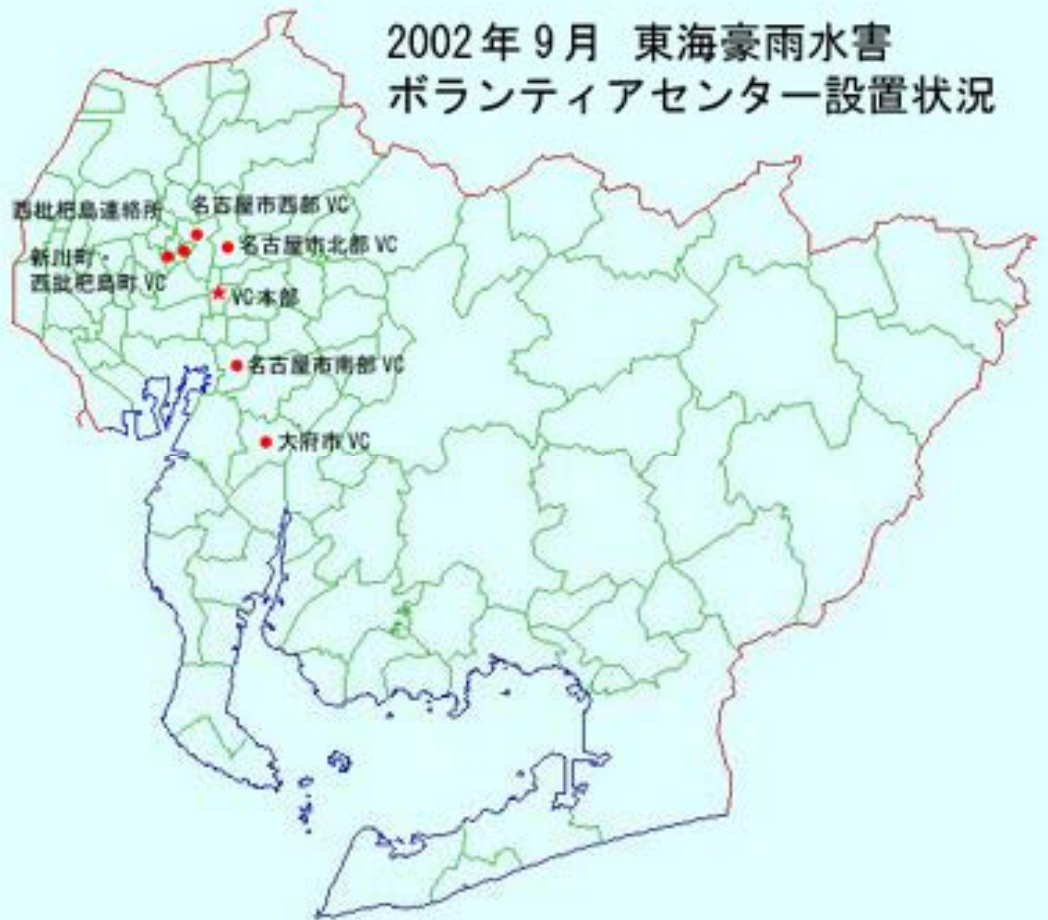 2002年9月 東海豪雨水害
ボランティアセンター設置状況
西枇杷島連絡所
名古屋市西部 VC
名古屋市北部 VC
新川町・
西枇杷島町 VC
★VC本部
名古屋市南部 VC
大府市 VC